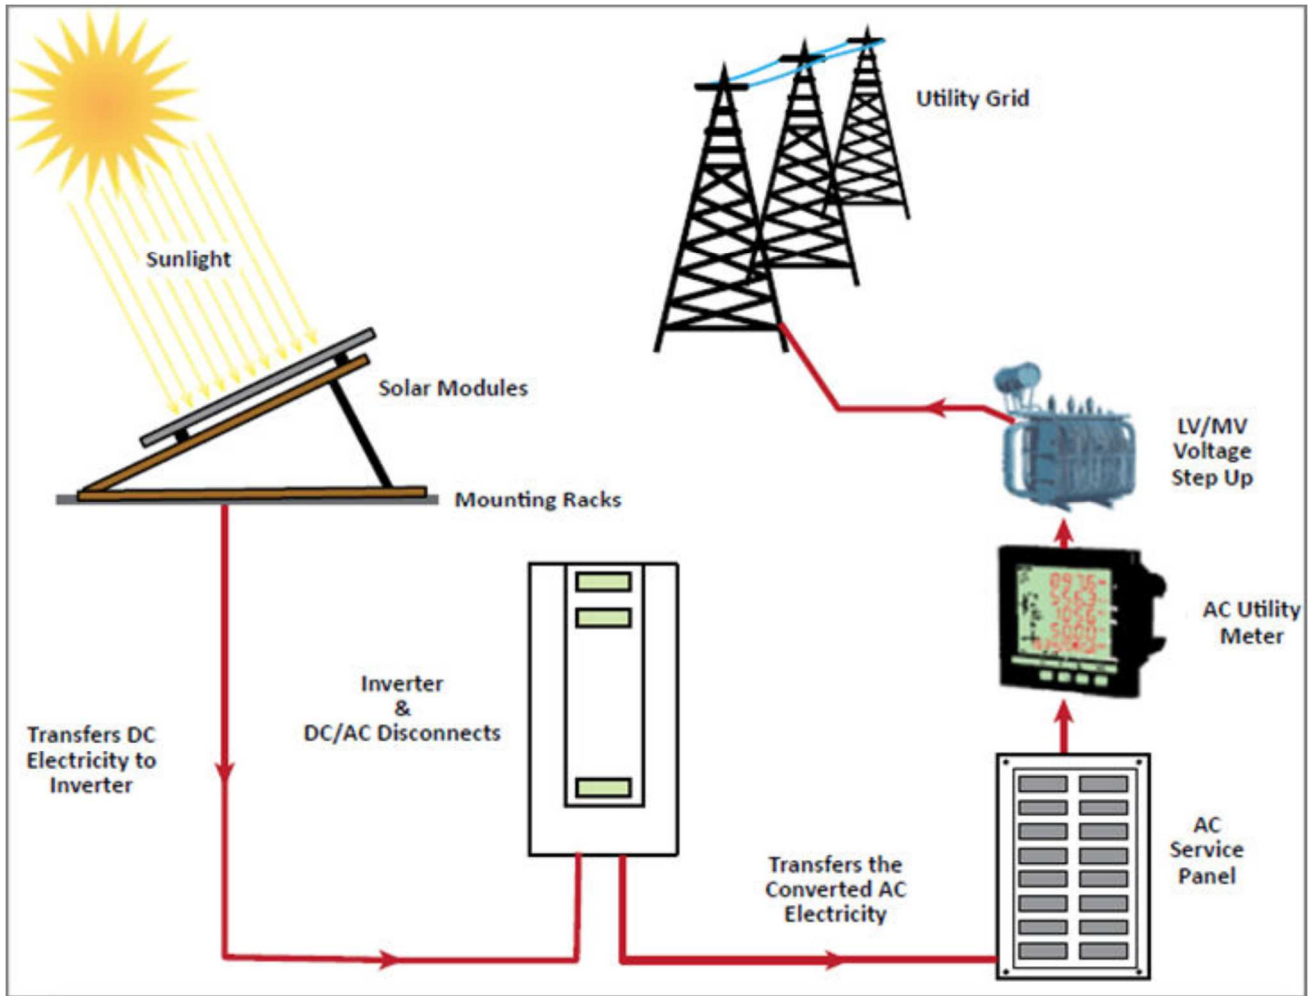 Utility Grid
Sunlight
Solar Modules
LV/MV
Voltage
Step Up
Mounting Racks
AC Utility
Meter
Inverter
&
DC/AC Disconnects
Transfers DC
Electricity to
Inverter
AC
Service
Panel
Transfers the
Converted AC
Electricity